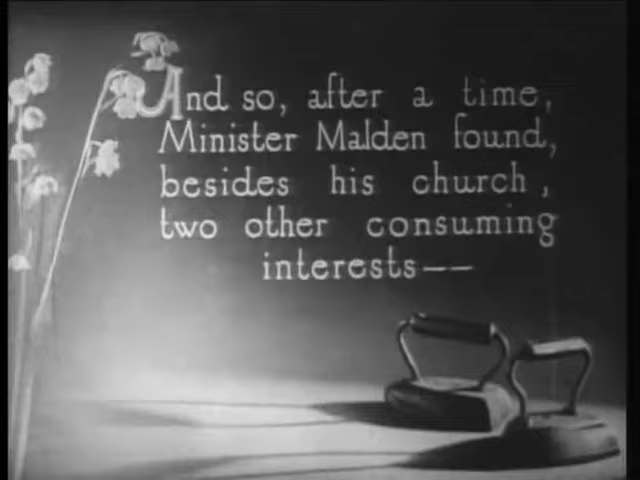 And so, after a time,
Minister Malden found,
besides his church,
two other consuming
interests——